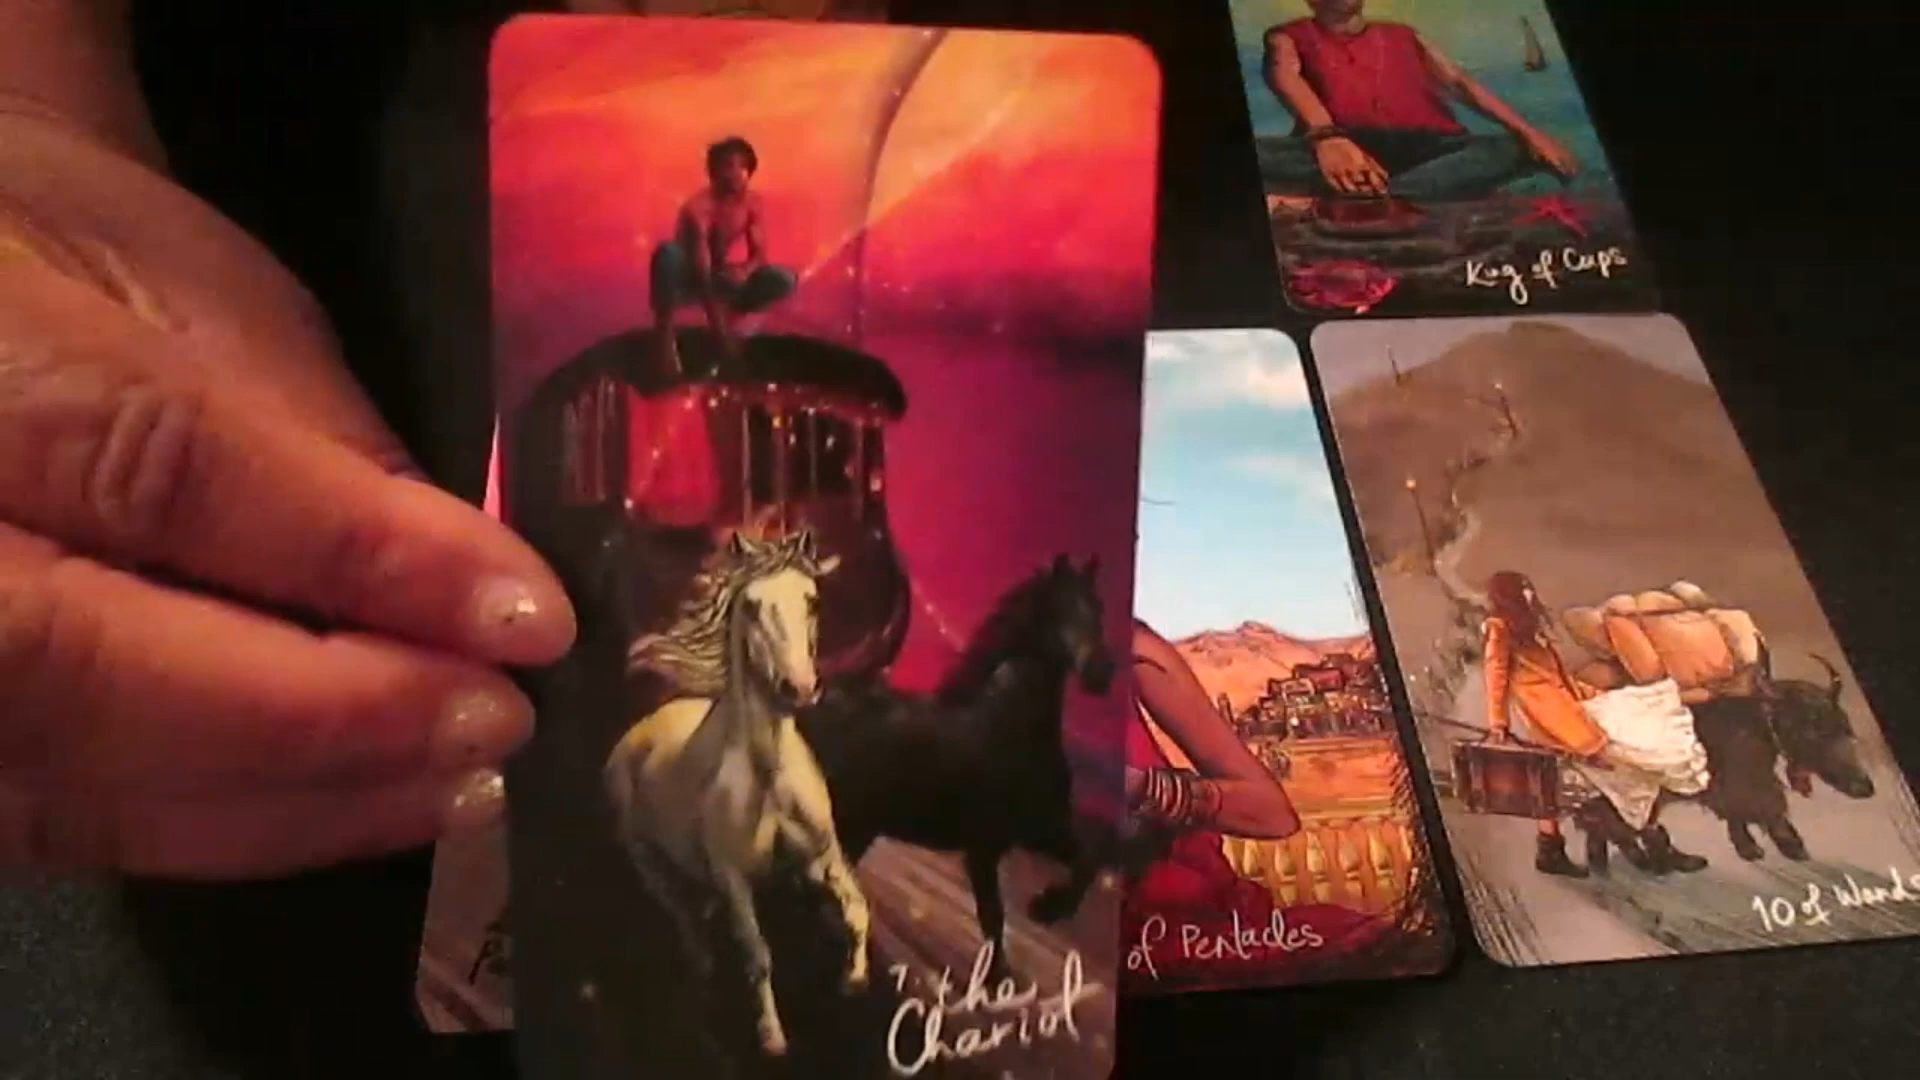 King of Cups
7. the
Chariot
of Pentacles
10 of Wands